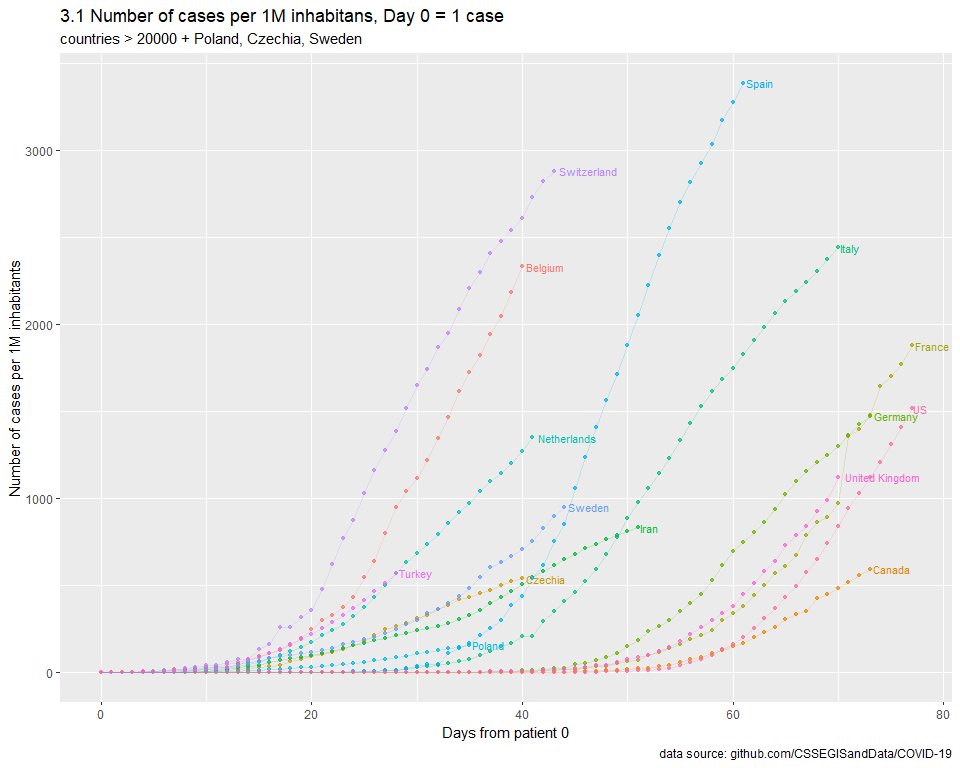 3.1 Number of cases per 1M inhabitans, Day 0 = 1 case
countries > 20000 + Poland, Czechia, Sweden
Number of cases per 1M inhabitants
3000
2000
1000
0
Spain
Switzerland
Belgium
Italy
France
US
Germany
Netherlands
United Kingdom
Sweden
Iran
Turkey
Czechia
Canada
Poland
0 20 40 60 80
Days from patient 0
data source: github.com/CSSEGISandData/COVID-19